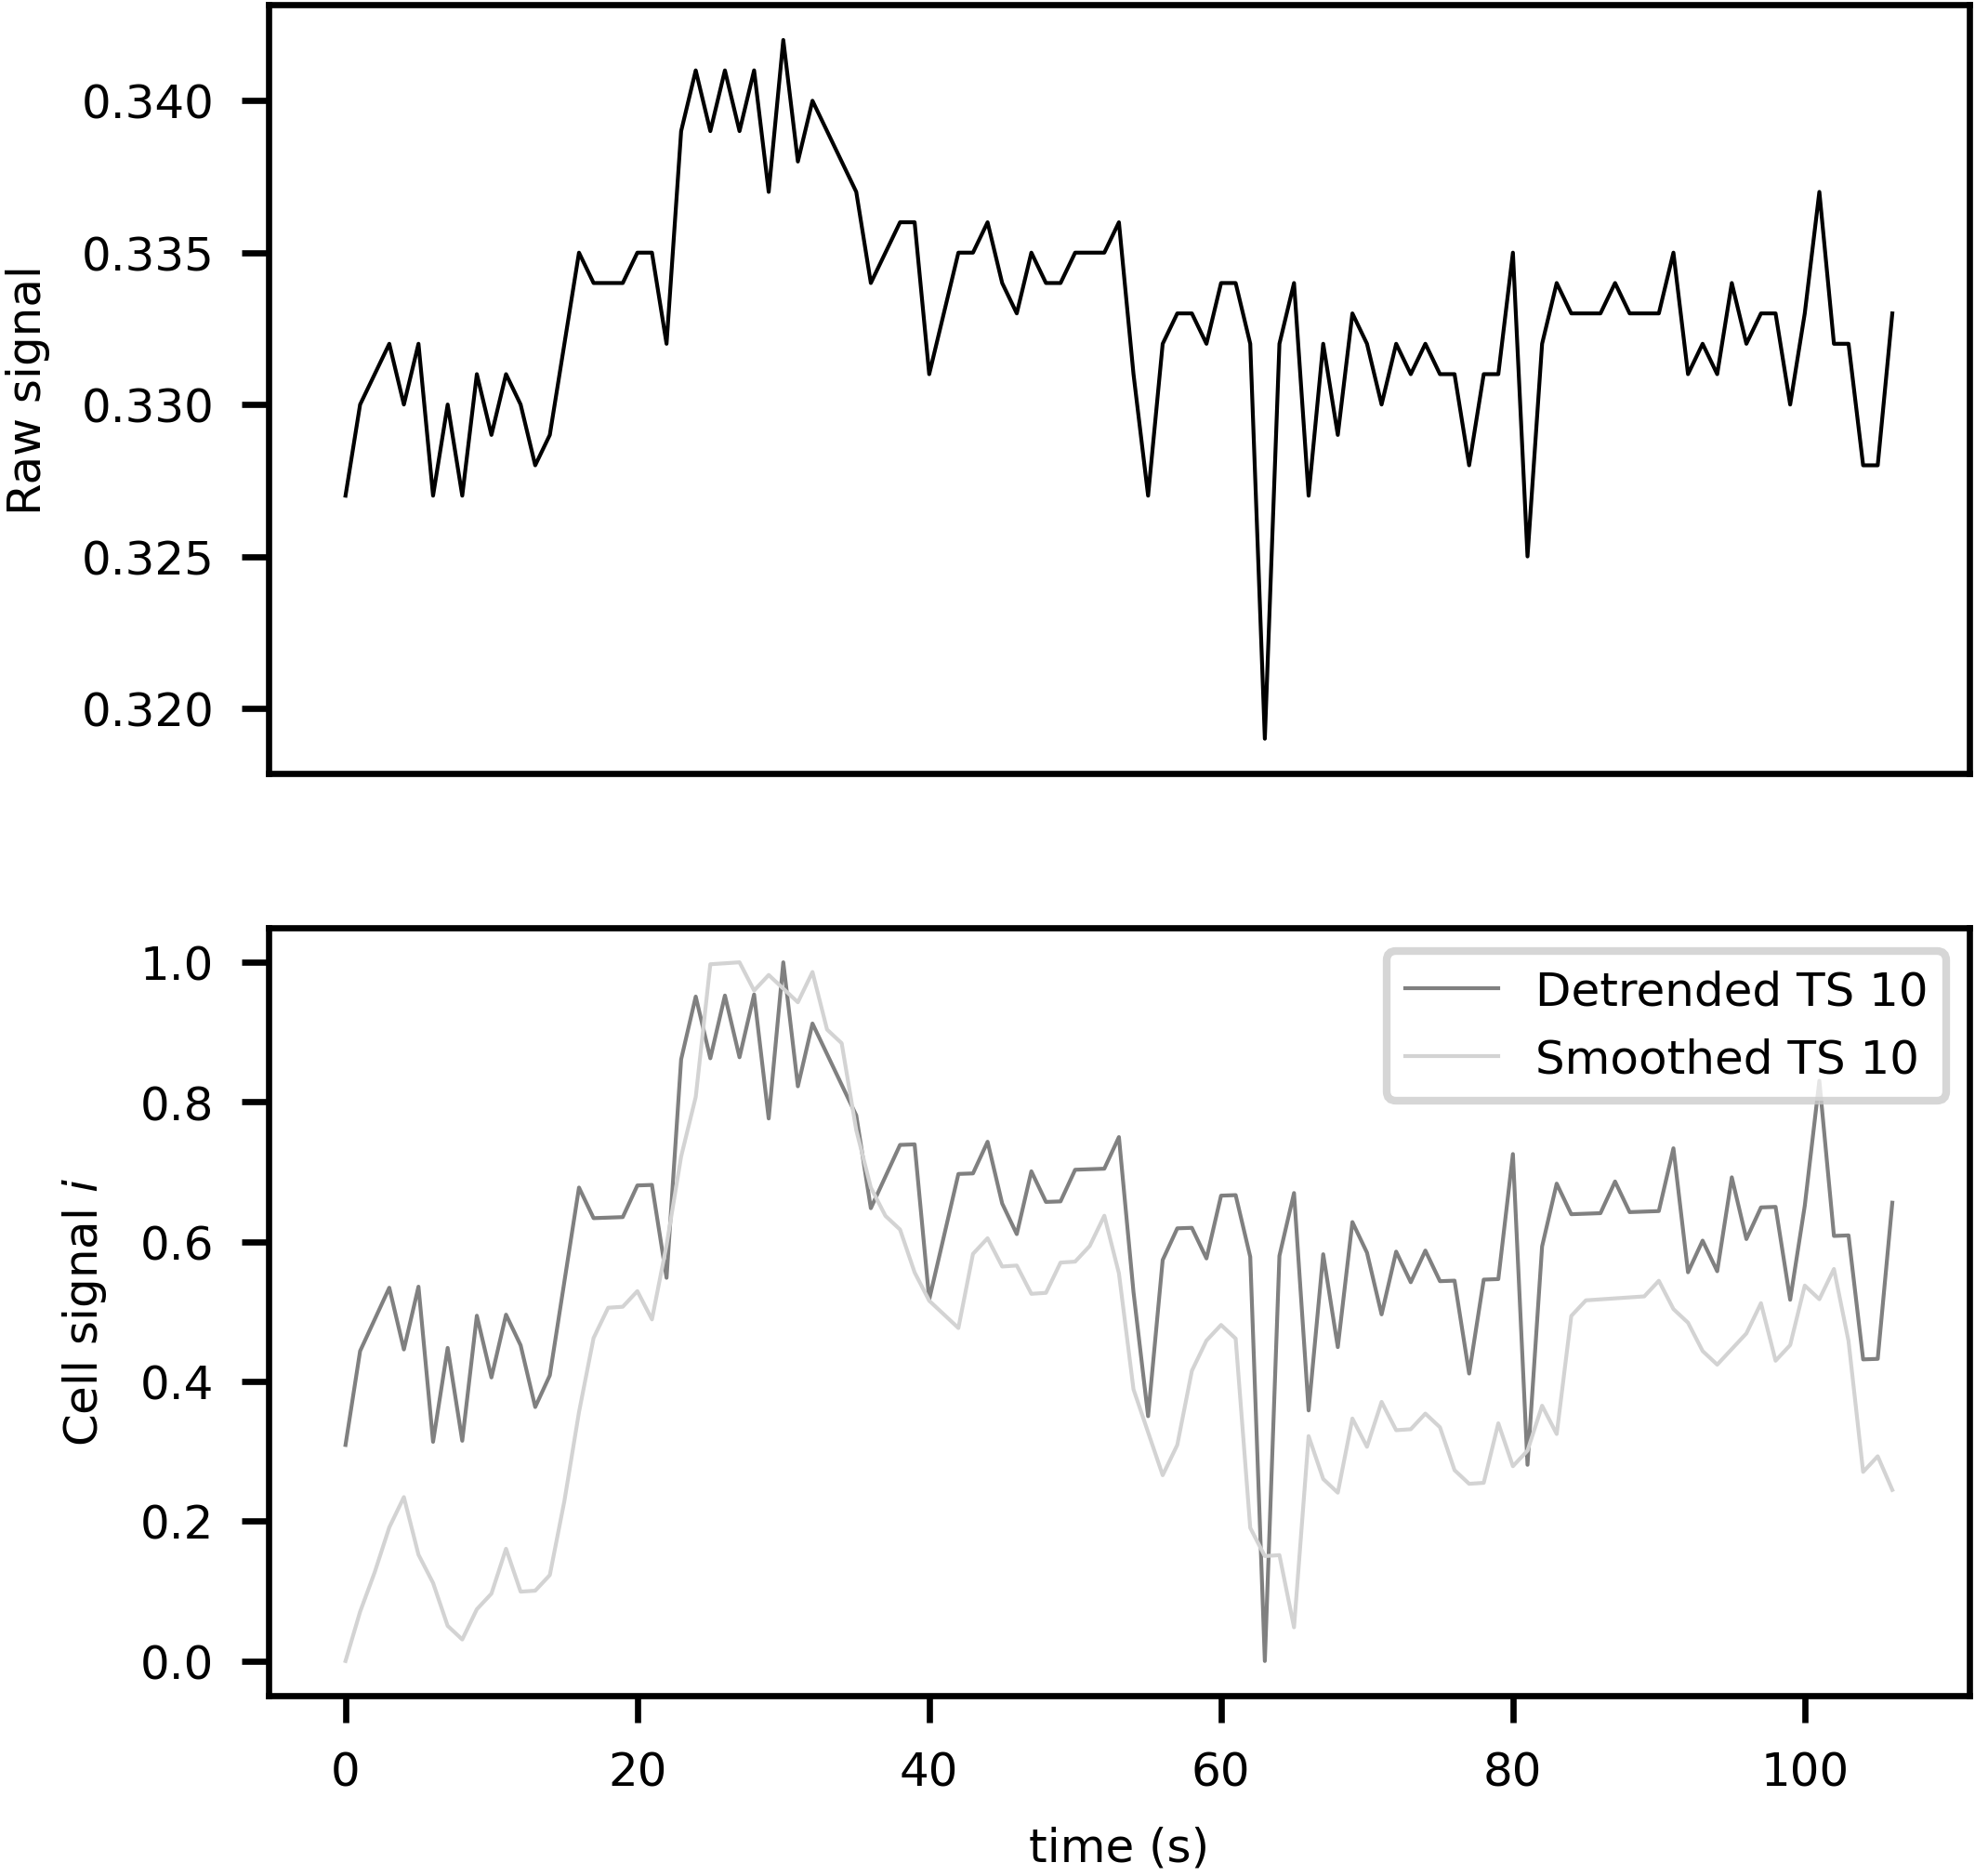 Raw signal
0.340
0.335
0.330
0.325
0.320
Cell signal i
1.0
0.8
0.6
0.4
0.2
0.0
Detrended TS 10
Smoothed TS 10
0 20 40 60 80 100
time (s)